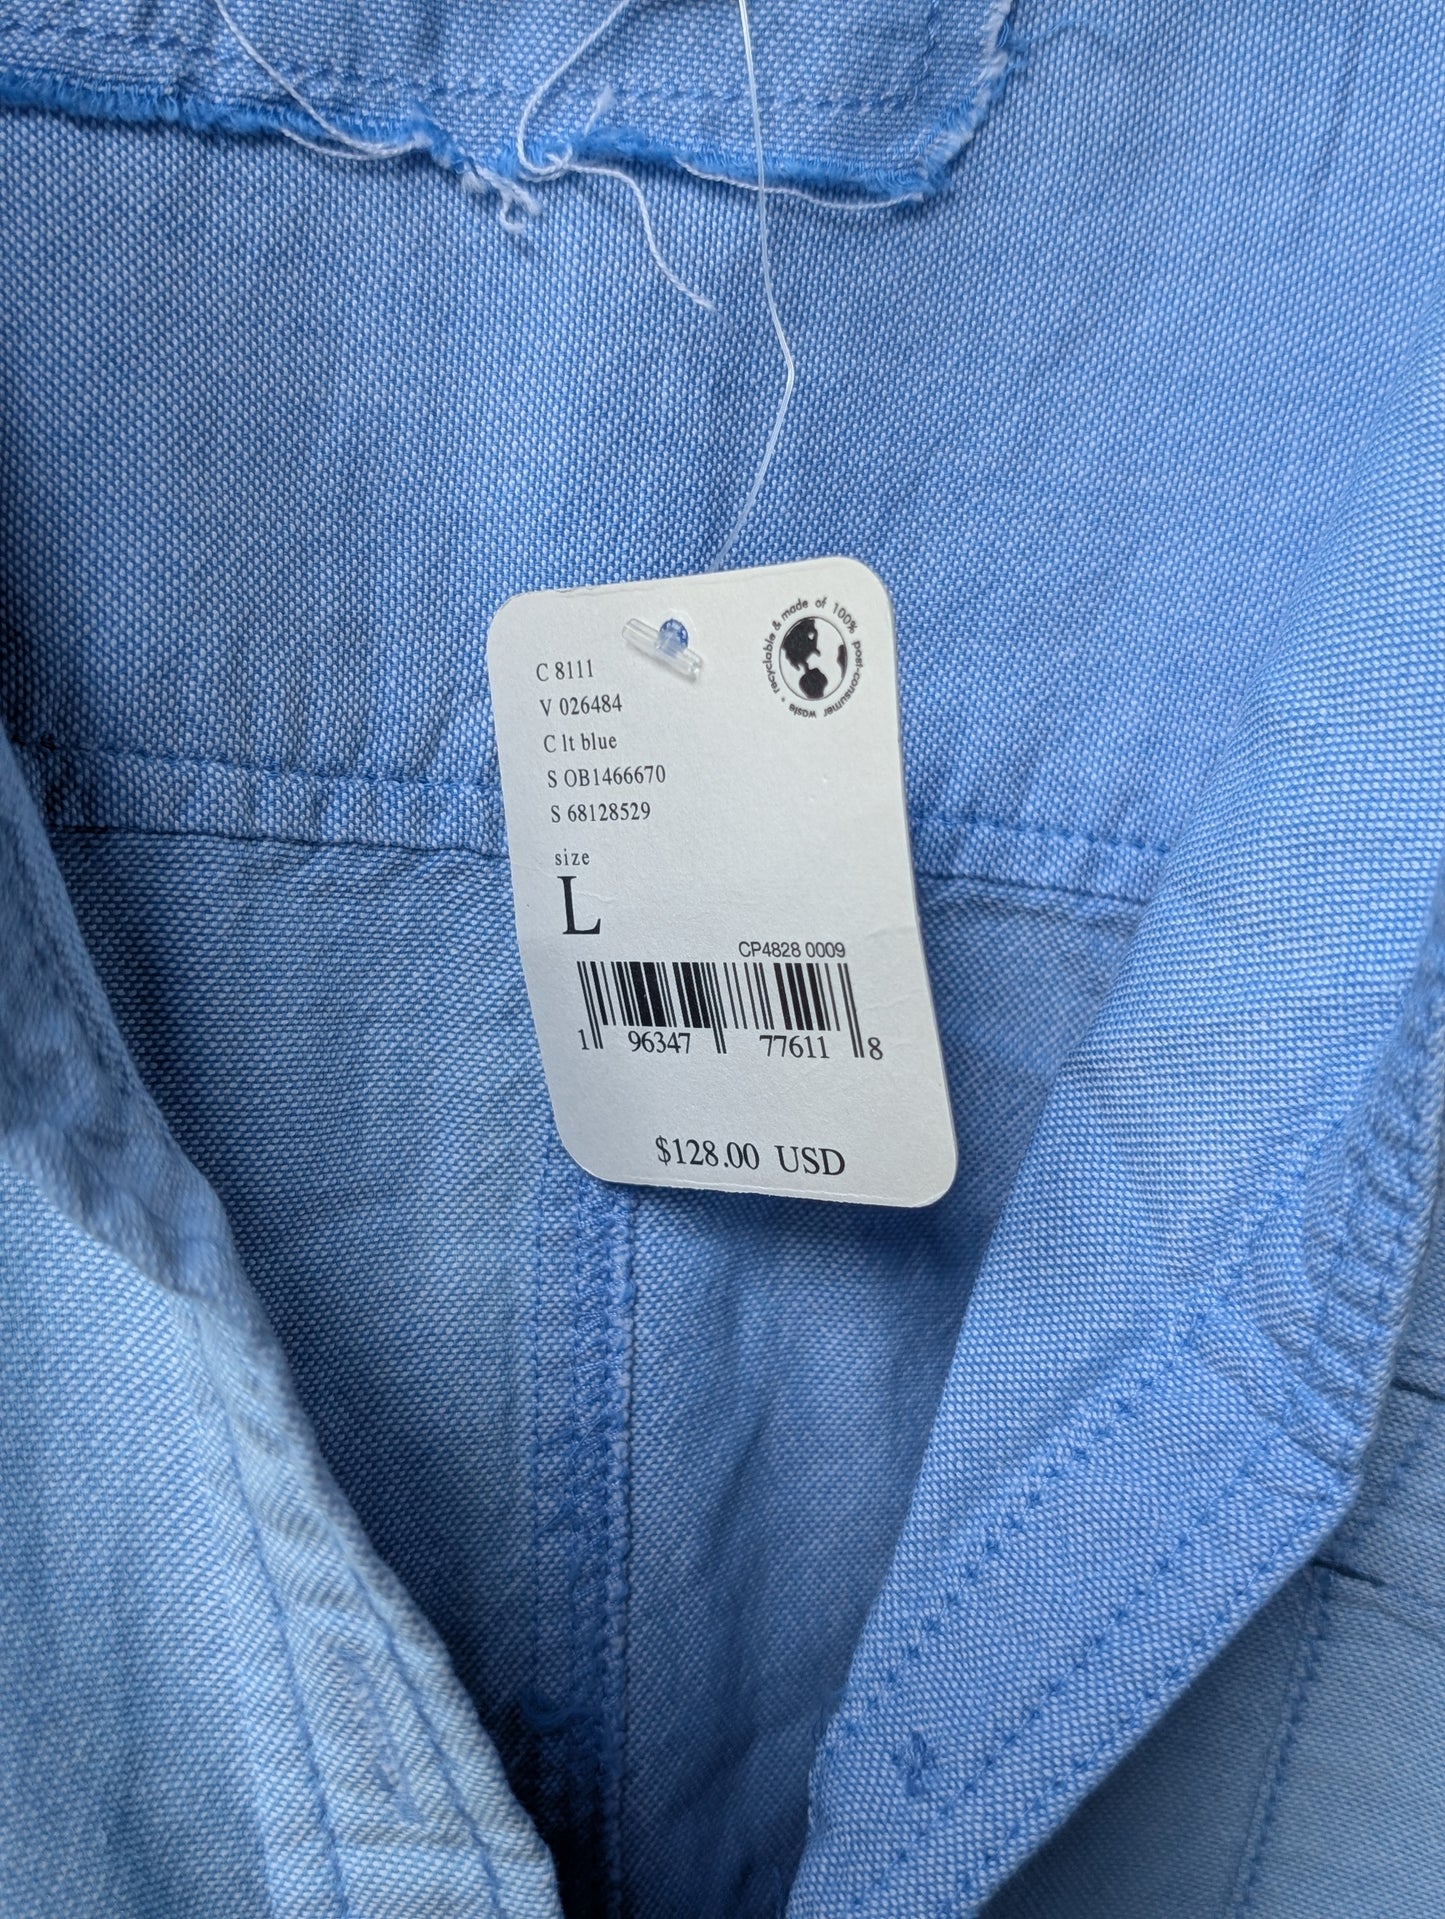 recyclable & made of 100% post-consumer waste •
C 8111
V 026484
C lt blue
S OB1466670
S 68128529
size
L
CP4828 0009
1 96347 77611 8
$128.00 USD